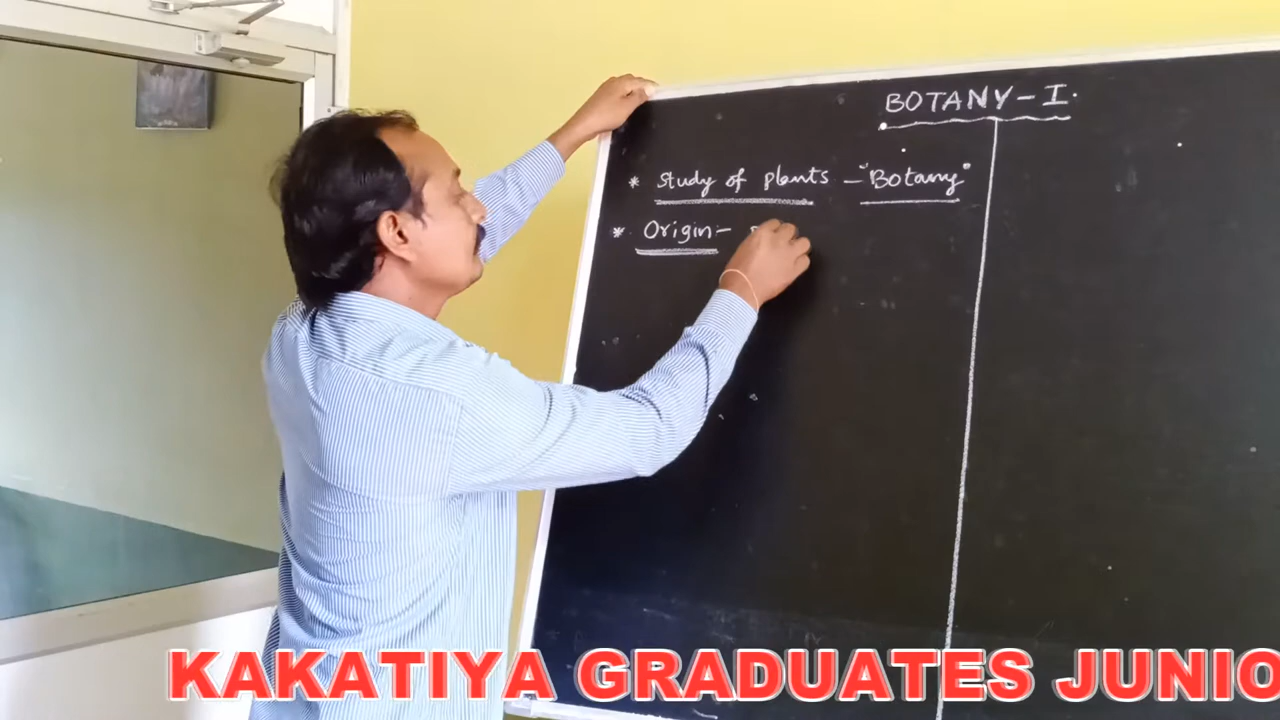 BOTANY - I.
* Study of plants - "Botany"
* Origin -
KAKATIYA GRADUATES JUNIO